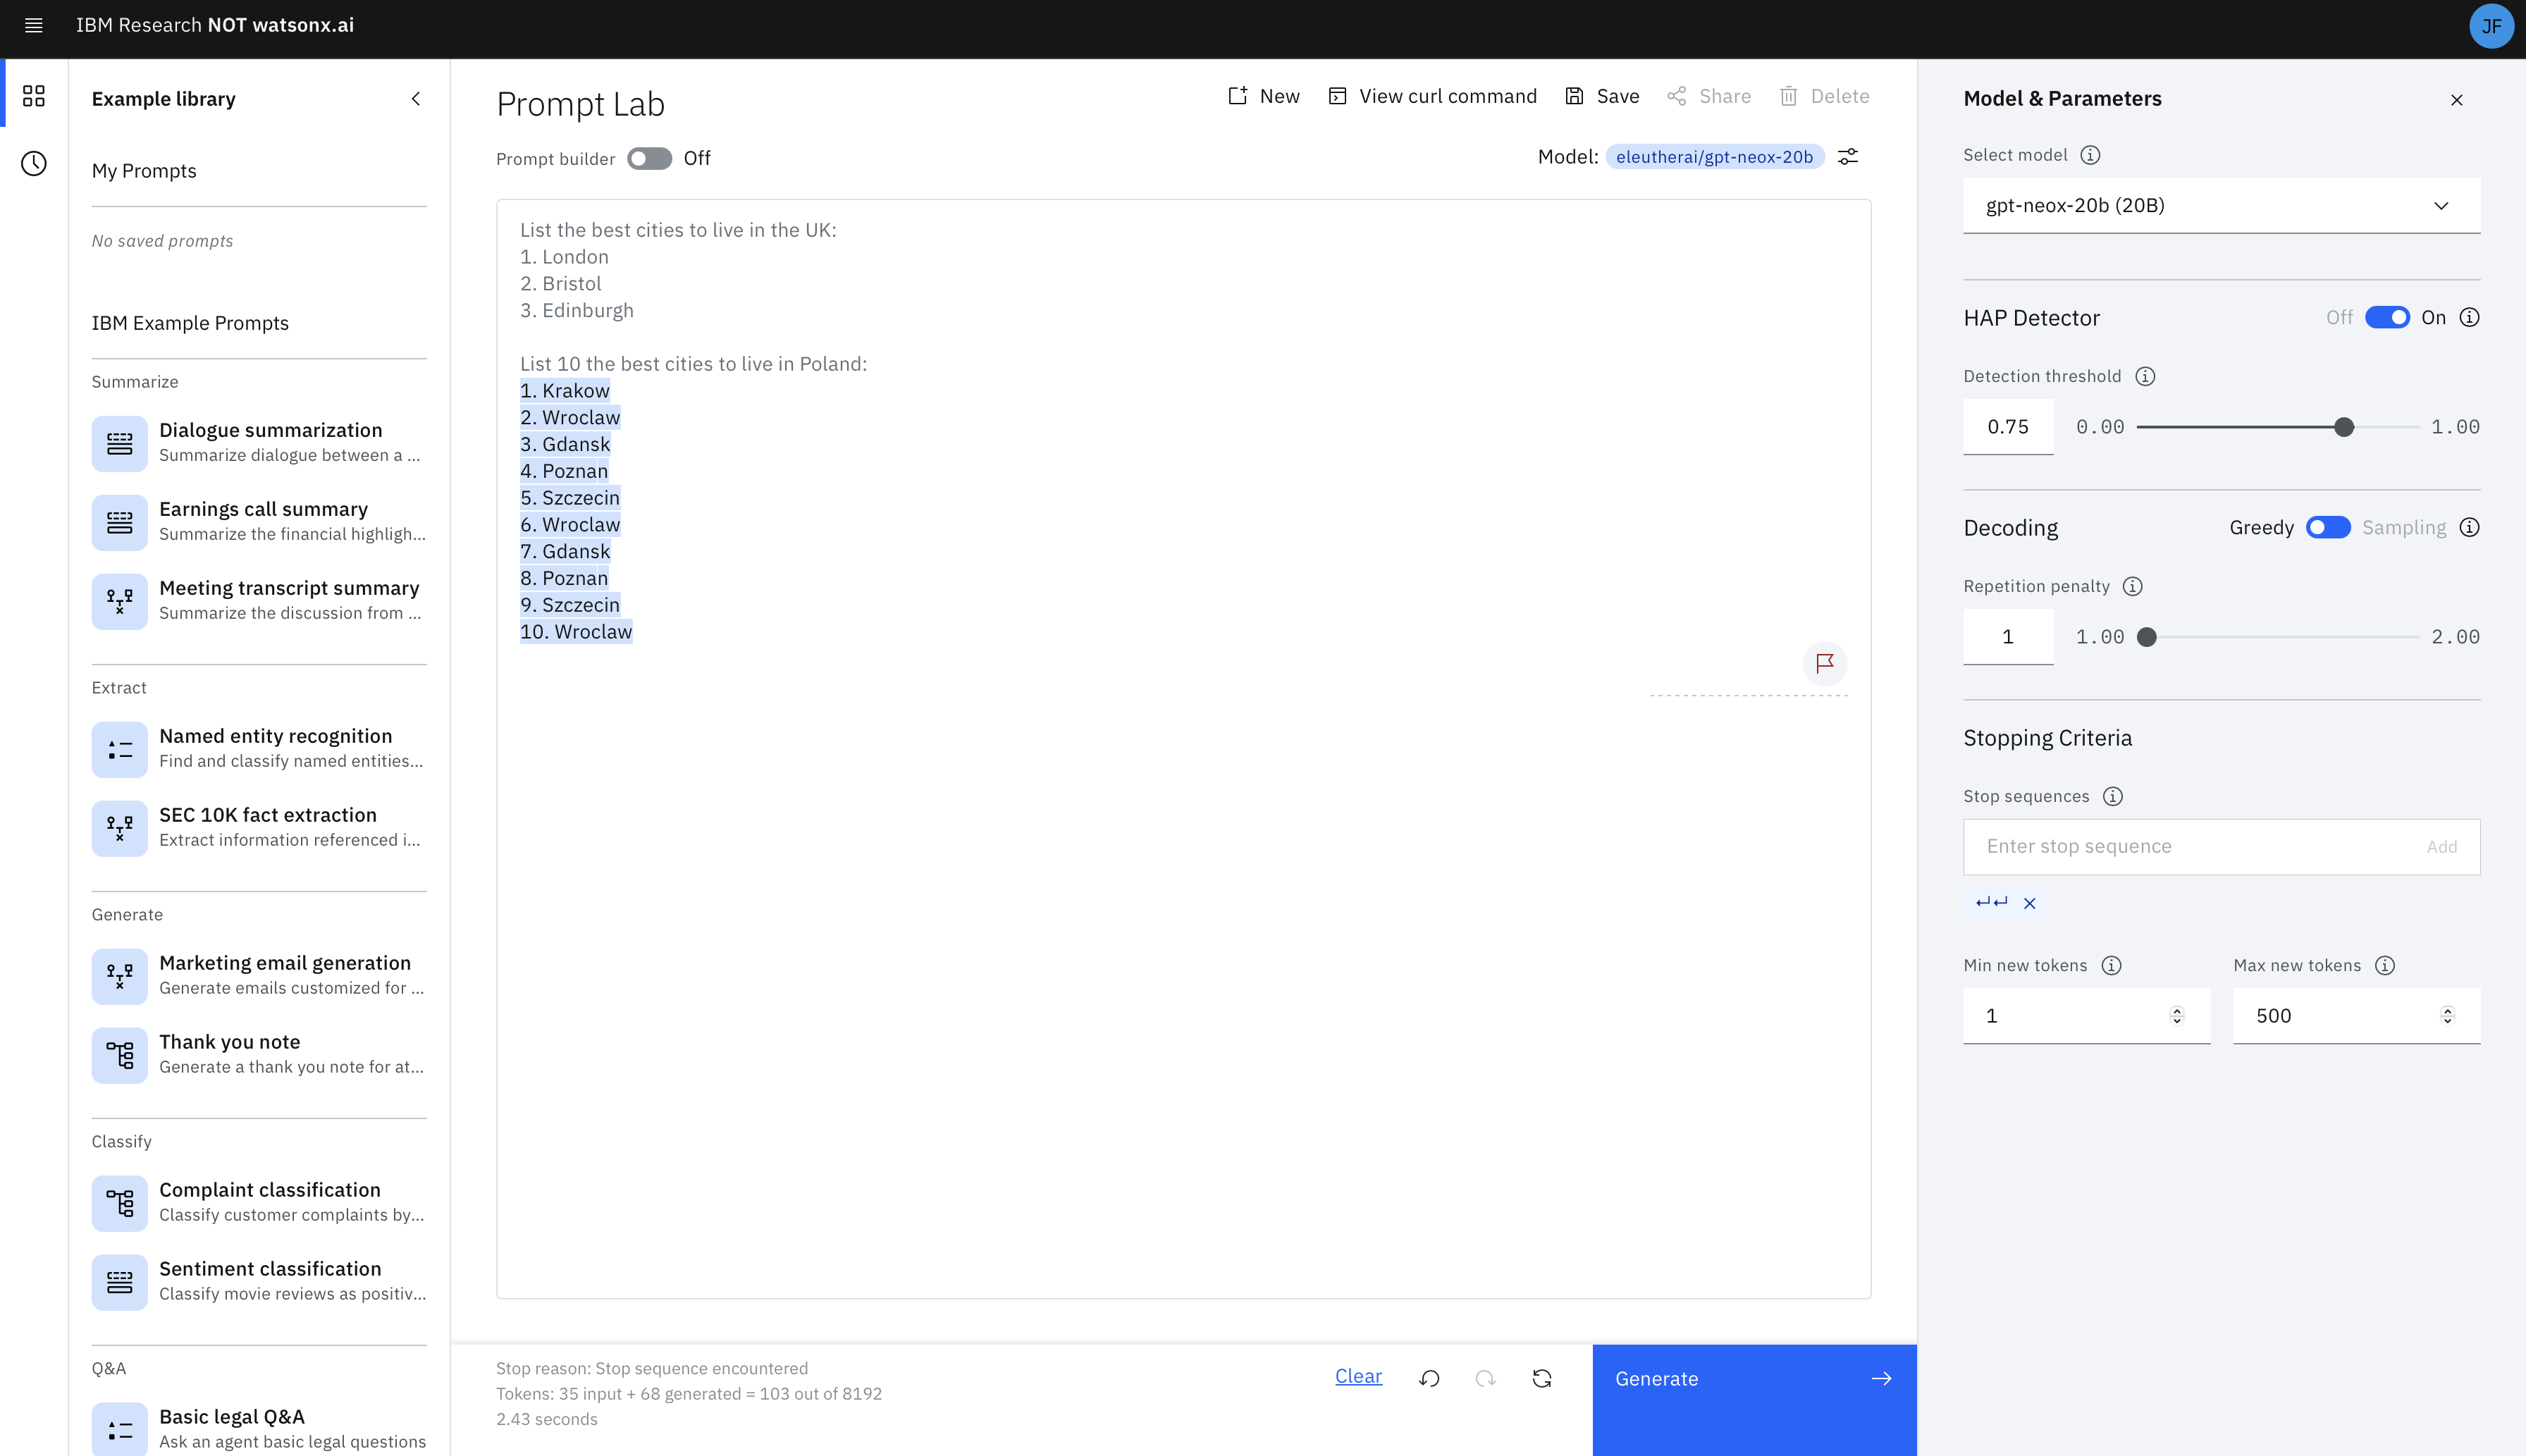 IBM Research NOT watsonx.ai
JF
Example library
My Prompts
No saved prompts
IBM Example Prompts
Summarize
Dialogue summarization
Summarize dialogue between a ...
Earnings call summary
Summarize the financial highligh...
Meeting transcript summary
Summarize the discussion from ...
Extract
Named entity recognition
Find and classify named entities...
SEC 10K fact extraction
Extract information referenced i...
Generate
Marketing email generation
Generate emails customized for ...
Thank you note
Generate a thank you note for at...
Classify
Complaint classification
Classify customer complaints by...
Sentiment classification
Classify movie reviews as positiv...
Q&A
Basic legal Q&A
Ask an agent basic legal questions
Prompt Lab
New
View curl command
Save
Share
Delete
Prompt builder Off
Model: eleutherai/gpt-neox-20b
List the best cities to live in the UK:
1. London
2. Bristol
3. Edinburgh
List 10 the best cities to live in Poland:
1. Krakow
2. Wroclaw
3. Gdansk
4. Poznan
5. Szczecin
6. Wroclaw
7. Gdansk
8. Poznan
9. Szczecin
10. Wroclaw
Stop reason: Stop sequence encountered
Tokens: 35 input + 68 generated = 103 out of 8192
2.43 seconds
Clear
Generate
Model & Parameters
Select model
gpt-neox-20b (20B)
HAP Detector Off On
Detection threshold
0.75 0.00 1.00
Decoding Greedy Sampling
Repetition penalty
1 1.00 2.00
Stopping Criteria
Stop sequences
Enter stop sequence Add
Min new tokens Max new tokens
1 500